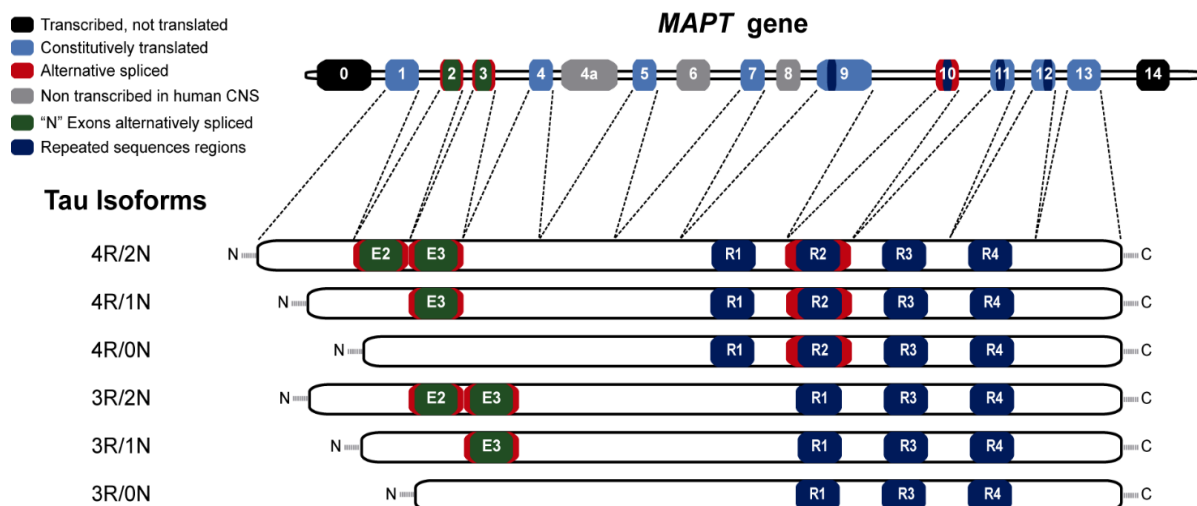 MAPT gene
Transcribed, not translated
Constitutively translated
Alternative spliced
Non transcribed in human CNS
“N” Exons alternatively spliced
Repeated sequences regions
0 1 2 3 4 4a 5 6 7 8 9 10 11 12 13 14
Tau Isoforms
4R/2N N E2 E3 R1 R2 R3 R4 C
4R/1N N E3 R1 R2 R3 R4 C
4R/0N N R1 R2 R3 R4 C
3R/2N N E2 E3 R1 R3 R4 C
3R/1N N E3 R1 R3 R4 C
3R/0N N R1 R3 R4 C